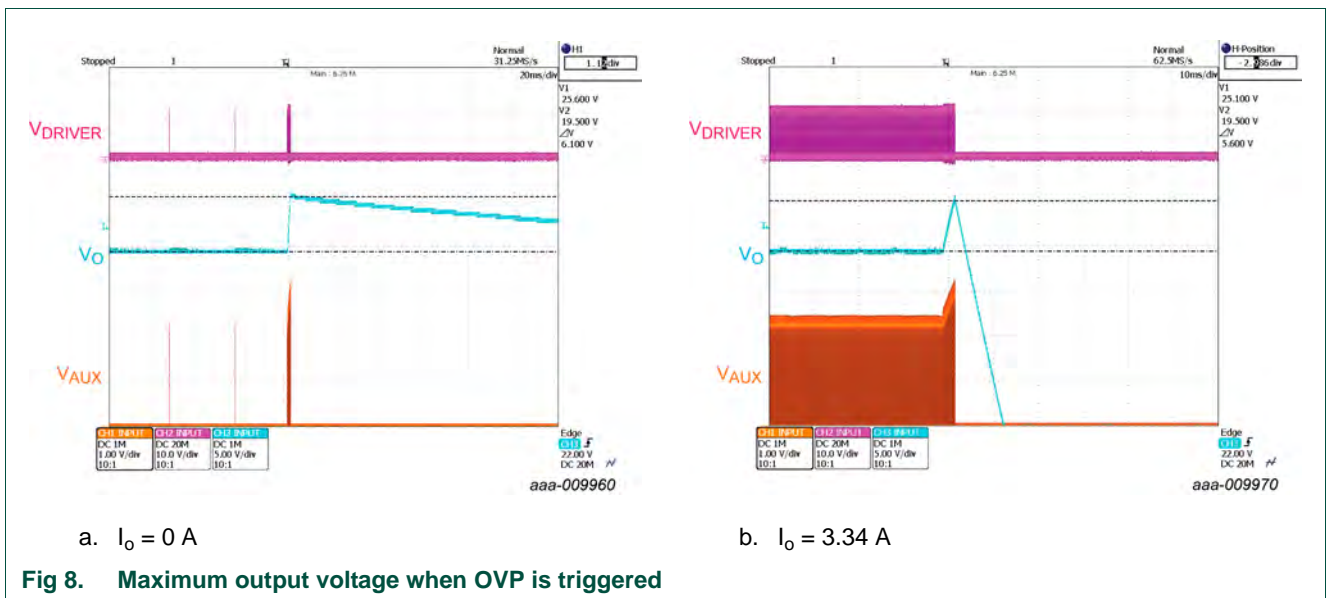 Normal
Stopped
1
31.25MS/s
20ms/div
Main : 6.25 M
H1
V1
25.600 V
V2
19.500 V
⊿V
6.100 V
VDRIVER
VO
VAUX
CH1 INPUT
DC 1M
1.00 V/div
10:1
CH2 INPUT
DC 20M
10.0 V/div
10:1
CH3 INPUT
DC 1M
5.00 V/div
10:1
Edge
CH3
22.00 V
DC 20M
aaa-009960
a. Io = 0 A
Normal
Stopped
1
62.5MS/s
10ms/div
Main : 6.25 M
H-Position
V1
25.100 V
V2
19.500 V
⊿V
5.600 V
VDRIVER
VO
VAUX
CH1 INPUT
DC 1M
1.00 V/div
10:1
CH2 INPUT
DC 20M
10.0 V/div
10:1
CH3 INPUT
DC 1M
5.00 V/div
10:1
Edge
CH3
22.00 V
DC 20M
aaa-009970
b. Io = 3.34 A
Fig 8. Maximum output voltage when OVP is triggered